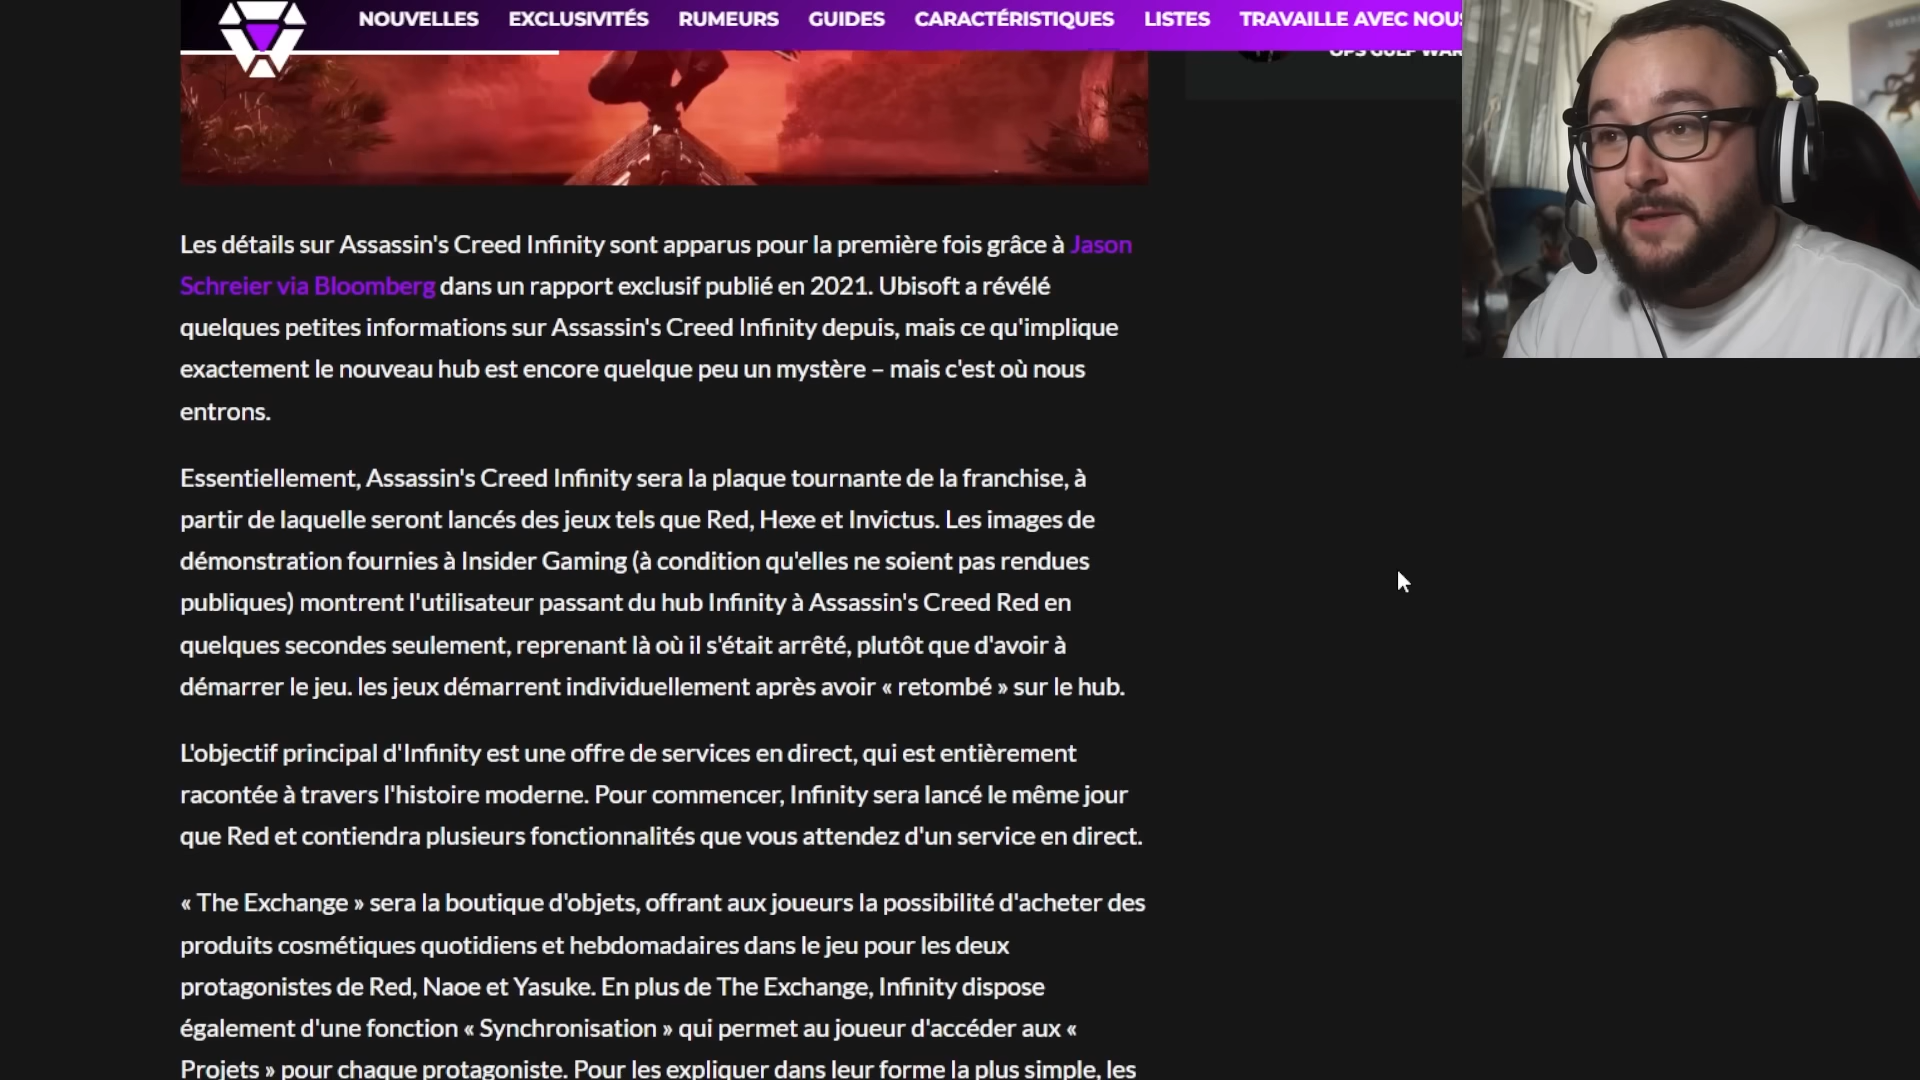 NOUVELLES EXCLUSIVITÉS RUMEURS GUIDES CARACTÉRISTIQUES LISTES TRAVAILLE AVEC NOUS
OPS GULF WAR
Les détails sur Assassin's Creed Infinity sont apparus pour la première fois grâce à Jason
Schreier via Bloomberg dans un rapport exclusif publié en 2021. Ubisoft a révélé
quelques petites informations sur Assassin's Creed Infinity depuis, mais ce qu'implique
exactement le nouveau hub est encore quelque peu un mystère – mais c'est où nous
entrons.
Essentiellement, Assassin's Creed Infinity sera la plaque tournante de la franchise, à
partir de laquelle seront lancés des jeux tels que Red, Hexe et Invictus. Les images de
démonstration fournies à Insider Gaming (à condition qu'elles ne soient pas rendues
publiques) montrent l'utilisateur passant du hub Infinity à Assassin's Creed Red en
quelques secondes seulement, reprenant là où il s'était arrêté, plutôt que d'avoir à
démarrer le jeu. les jeux démarrent individuellement après avoir « retombé » sur le hub.
L'objectif principal d'Infinity est une offre de services en direct, qui est entièrement
racontée à travers l'histoire moderne. Pour commencer, Infinity sera lancé le même jour
que Red et contiendra plusieurs fonctionnalités que vous attendez d'un service en direct.
« The Exchange » sera la boutique d'objets, offrant aux joueurs la possibilité d'acheter des
produits cosmétiques quotidiens et hebdomadaires dans le jeu pour les deux
protagonistes de Red, Naoe et Yasuke. En plus de The Exchange, Infinity dispose
également d'une fonction « Synchronisation » qui permet au joueur d'accéder aux «
Projets » pour chaque protagoniste. Pour les expliquer dans leur forme la plus simple, les